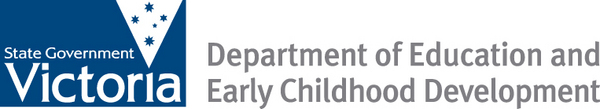 State Government
Victoria
Department of Education and
Early Childhood Development